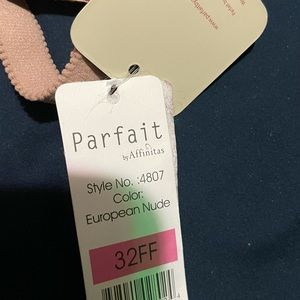 Parfait
by Affinitas
Style No. :4807
Color:
European Nude
32FF